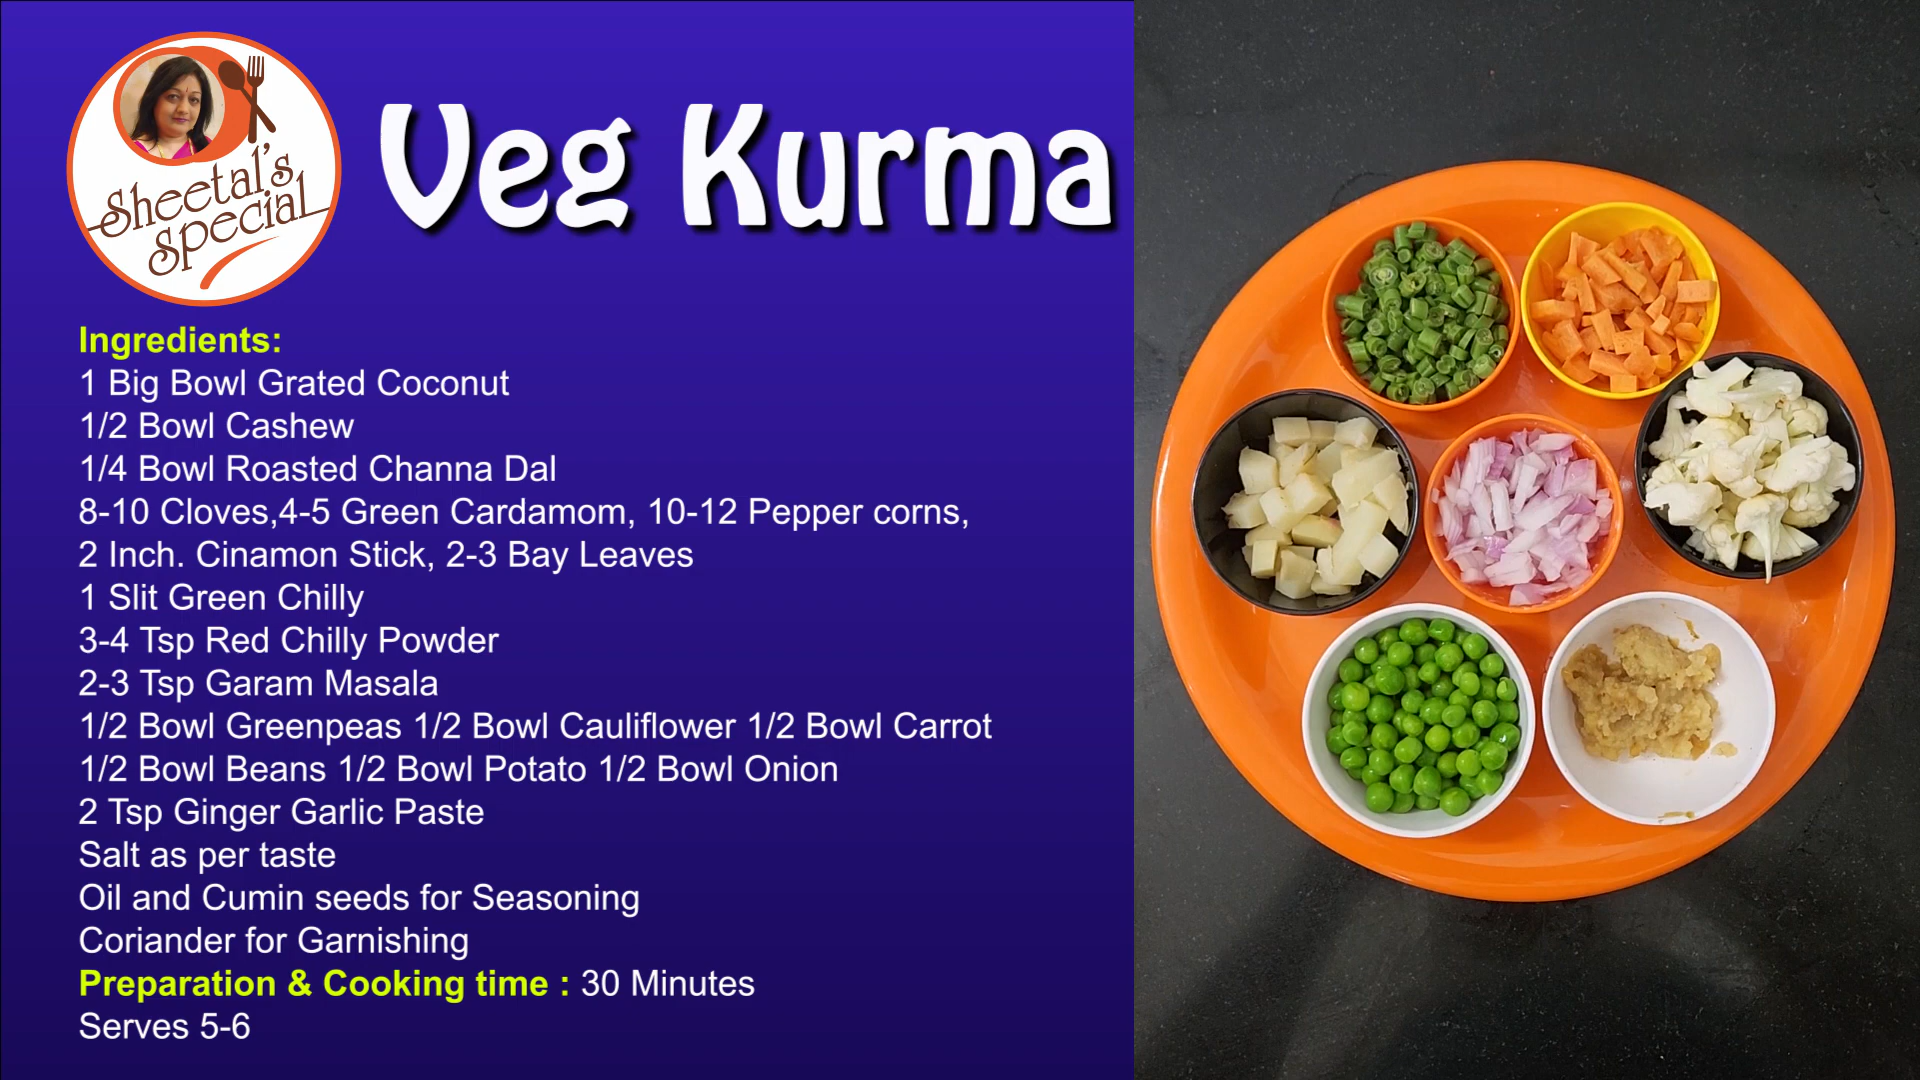 Sheetal's
Special
Veg Kurma
Ingredients:
1 Big Bowl Grated Coconut
1/2 Bowl Cashew
1/4 Bowl Roasted Channa Dal
8-10 Cloves,4-5 Green Cardamom, 10-12 Pepper corns,
2 Inch. Cinamon Stick, 2-3 Bay Leaves
1 Slit Green Chilly
3-4 Tsp Red Chilly Powder
2-3 Tsp Garam Masala
1/2 Bowl Greenpeas 1/2 Bowl Cauliflower 1/2 Bowl Carrot
1/2 Bowl Beans 1/2 Bowl Potato 1/2 Bowl Onion
2 Tsp Ginger Garlic Paste
Salt as per taste
Oil and Cumin seeds for Seasoning
Coriander for Garnishing
Preparation & Cooking time : 30 Minutes
Serves 5-6